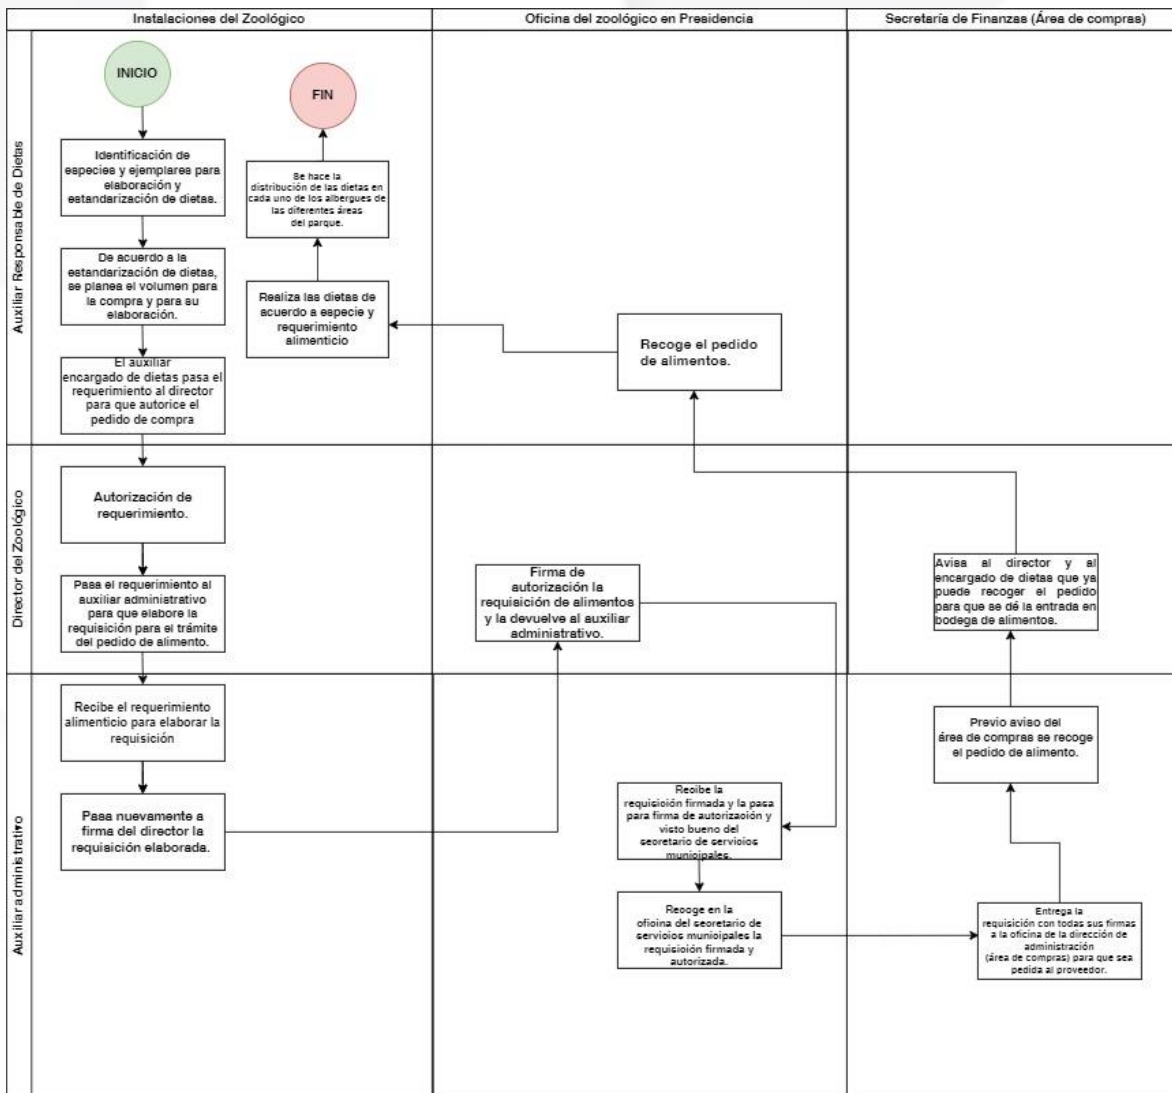 Instalaciones del Zoológico
Oficina del zoológico en Presidencia
Secretaría de Finanzas (Área de compras)
Auxiliar Responsable de Dietas
INICIO
Identificación de
especies y ejemplares para
elaboración y
estandarización de dietas.
De acuerdo a la
estandarización de dietas,
se planea el volumen para
la compra y para su
elaboración.
El auxiliar
encargado de dietas pasa el
requerimiento al director
para que autorice el
pedido de compra
FIN
Se hace la
distribución de las dietas en
cada uno de los albergues de
las diferentes áreas
del parque.
Realiza las dietas de
acuerdo a especie y
requerimiento
alimenticio
Recoge el pedido
de alimentos.
Director del Zoológico
Autorización de
requerimiento.
Pasa el requerimiento al
auxiliar administrativo
para que elabore la
requisición para el trámite
del pedido de alimento.
Firma de
autorización la
requisición de alimentos
y la devuelve al auxiliar
administrativo.
Avisa al director y al
encargado de dietas que ya
puede recoger el pedido
para que se dé la entrada en
bodega de alimentos.
Auxiliar administrativo
Recibe el requerimiento
alimenticio para elaborar la
requisición
Pasa nuevamente a
firma del director la
requisición elaborada.
Recibe la
requisición firmada y la pasa
para firma de autorización y
visto bueno del
secretario de servicios
municipales.
Recoge en la
oficina del secretario de
servicios municipales la
requisición firmada y
autorizada.
Previo aviso del
área de compras se recoge
el pedido de alimento.
Entrega la
requisición con todas sus firmas
a la oficina de la dirección de
administración
(área de compras) para que sea
pedida al proveedor.